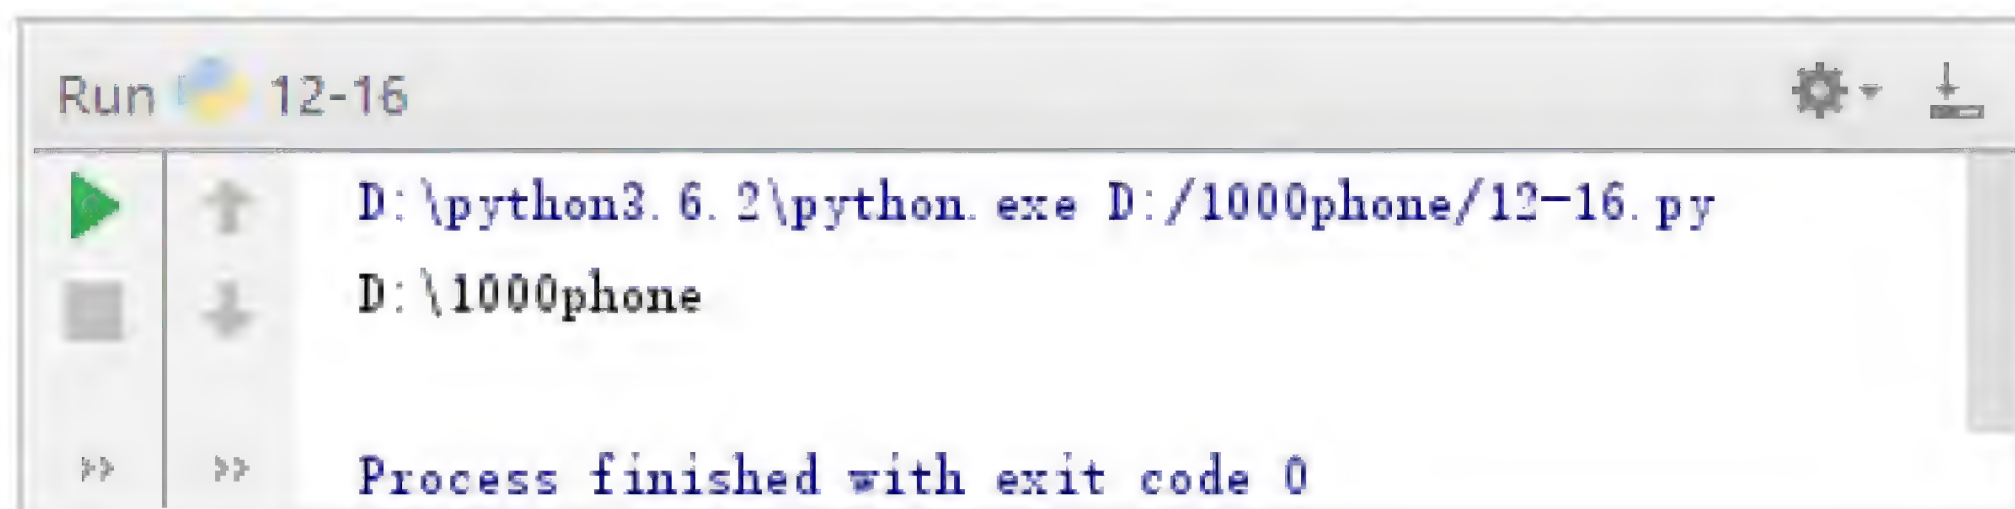 Run 12-16
D:\python3.6.2\python.exe D:/1000phone/12-16.py
D:\1000phone
Process finished with exit code 0